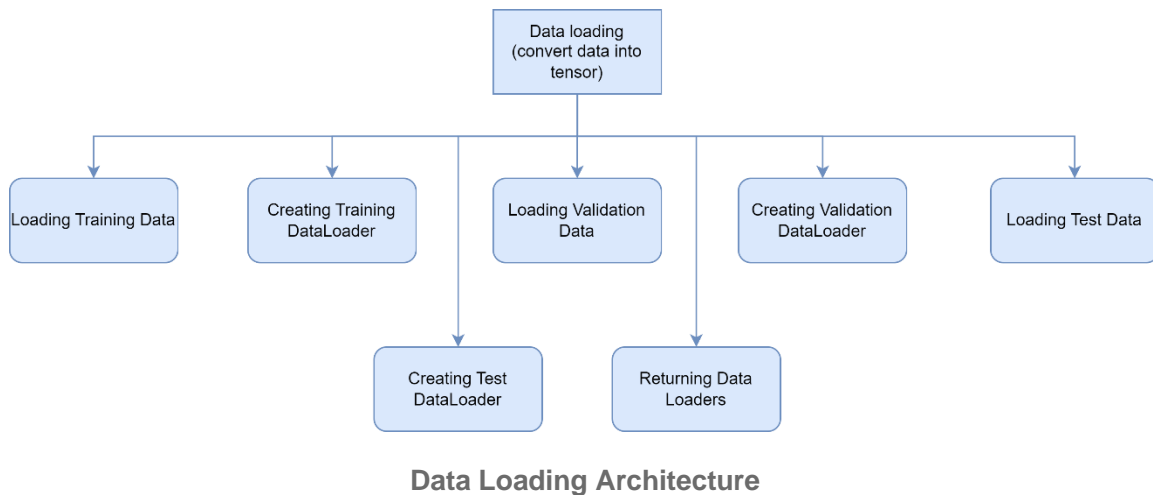 Data loading
(convert data into
tensor)
Loading Training Data
Creating Training
DataLoader
Loading Validation
Data
Creating Validation
DataLoader
Loading Test Data
Creating Test
DataLoader
Returning Data
Loaders
Data Loading Architecture